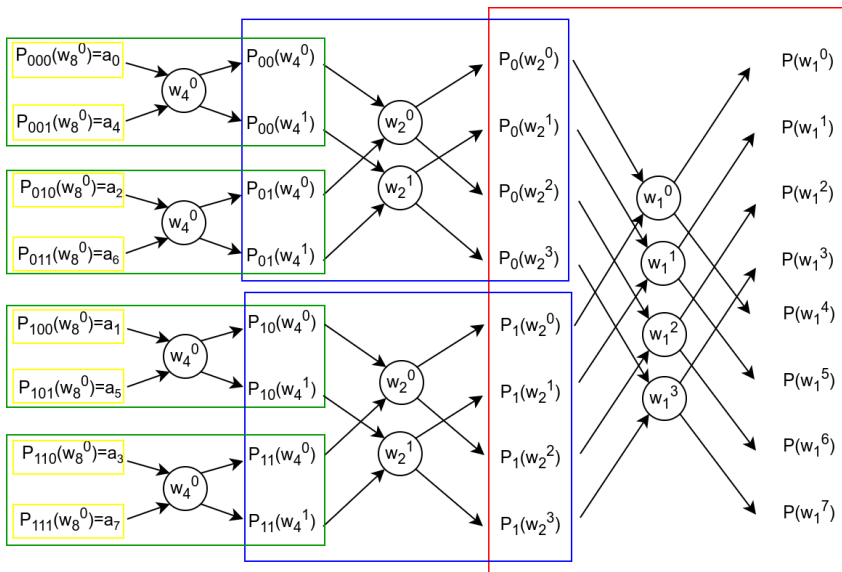 P000(w8^0)=a0
P001(w8^0)=a4
w4^0
P00(w4^0)
P00(w4^1)
P010(w8^0)=a2
P011(w8^0)=a6
w4^0
P01(w4^0)
P01(w4^1)
w2^0
w2^1
P0(w2^0)
P0(w2^1)
P0(w2^2)
P0(w2^3)
P100(w8^0)=a1
P101(w8^0)=a5
w4^0
P10(w4^0)
P10(w4^1)
P110(w8^0)=a3
P111(w8^0)=a7
w4^0
P11(w4^0)
P11(w4^1)
w2^0
w2^1
P1(w2^0)
P1(w2^1)
P1(w2^2)
P1(w2^3)
w1^0
w1^1
w1^2
w1^3
P(w1^0)
P(w1^1)
P(w1^2)
P(w1^3)
P(w1^4)
P(w1^5)
P(w1^6)
P(w1^7)